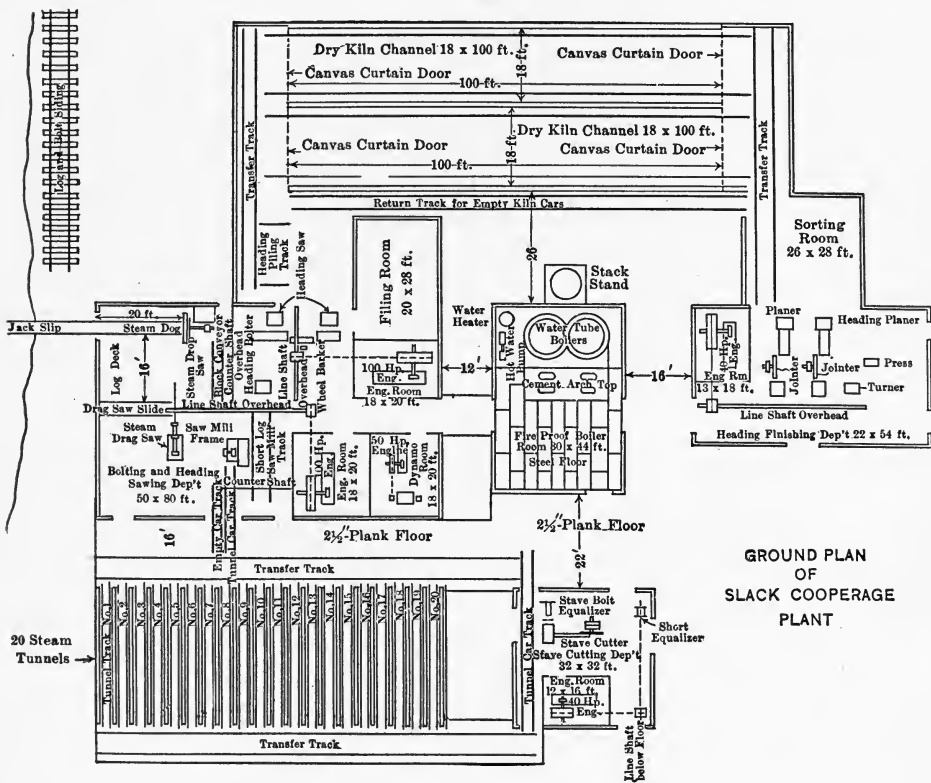 Log and Bolt Siding
Transfer Track
Dry Kiln Channel 18 x 100 ft.
Canvas Curtain Door
Canvas Curtain Door
18-ft.
100-ft.
Dry Kiln Channel 18 x 100 ft.
Canvas Curtain Door
Canvas Curtain Door
18-ft.
100-ft.
Return Track for Empty Kiln Cars
Transfer Track
Sorting
Room
26 x 28 ft.
Heading
Piling
Track
Heading Saw
Filing Room
20 x 28 ft.
26
Stack
Stand
Jack Slip
20 ft
Steam Dog
Log Deck
16'
Steam Drop
Saw
Block Conveyor
Counter Shaft
Overhead
Heading Bolter
Line Shaft
Overhead
Wheel Barker
100 Hp.
Eng.
Eng. Room
18 x 20 ft.
12'
Water
Heater
Hot Water
Pump
Water Tube
Boilers
Cement Arch Top
Fire Proof Boiler
Room 30 x 44 ft.
Steel Floor
16'
40 Hp.
Eng.
Eng Rm
13 x 18 ft.
Planer
Heading Planer
Jointer
Jointer
Press
Turner
Line Shaft Overhead
Heading Finishing Dep't 22 x 54 ft.
Drag Saw Slide
Line Shaft Overhead
Steam
Drag Saw
Saw Mill
Frame
Short Log
Saw Mill
Track
Counter Shaft
Bolting and Heading
Sawing Dep't
50 x 80 ft.
100 Hp.
Eng.
Eng. Room
18 x 20 ft.
50 Hp.
Engine
Dynamo
Room
18 x 20 ft.
16'
Empty Car Track
Tunnel Car Track
2½"-Plank Floor
2½"-Plank Floor
22'
GROUND PLAN
OF
SLACK COOPERAGE
PLANT
Transfer Track
20 Steam
Tunnels
Tunnel Track
No.1
No.2
No.3
No.4
No.5
No.6
No.7
No.8
No.9
No.10
No.11
No.12
No.13
No.14
No.15
No.16
No.17
No.18
No.19
No.20
Tunnel Car Track
Stave Bolt
Equalizer
Short
Equalizer
Stave Cutter
Stave Cutting Dep't
32 x 32 ft.
Eng. Room
12 x 16 ft.
40 Hp.
Eng.
Line Shaft
below Floor
Transfer Track